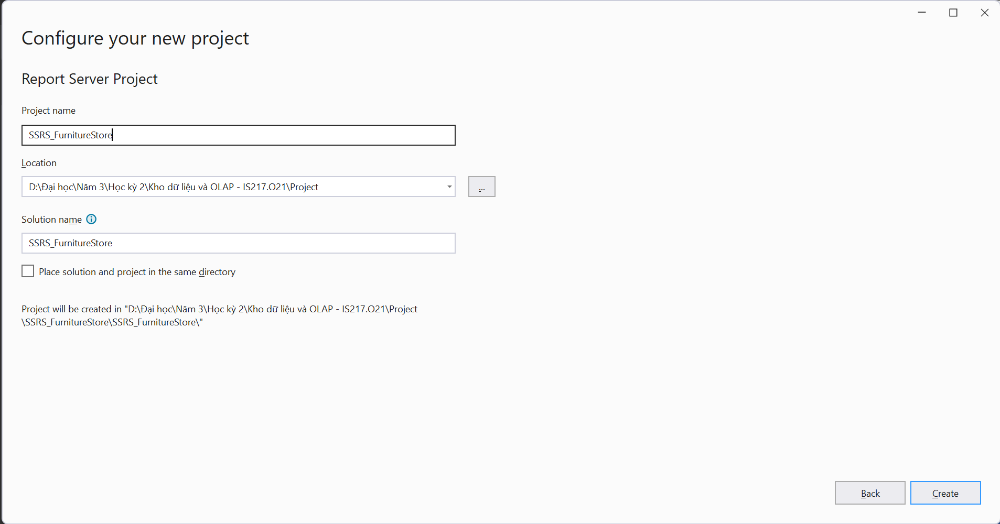 Configure your new project
Report Server Project
Project name
SSRS_FurnitureStore
Location
D:\Đại học\Năm 3\Học kỳ 2\Kho dữ liệu và OLAP - IS217.O21\Project
...
Solution name
SSRS_FurnitureStore
Place solution and project in the same directory
Project will be created in "D:\Đại học\Năm 3\Học kỳ 2\Kho dữ liệu và OLAP - IS217.O21\Project
\SSRS_FurnitureStore\SSRS_FurnitureStore\"
Back
Create